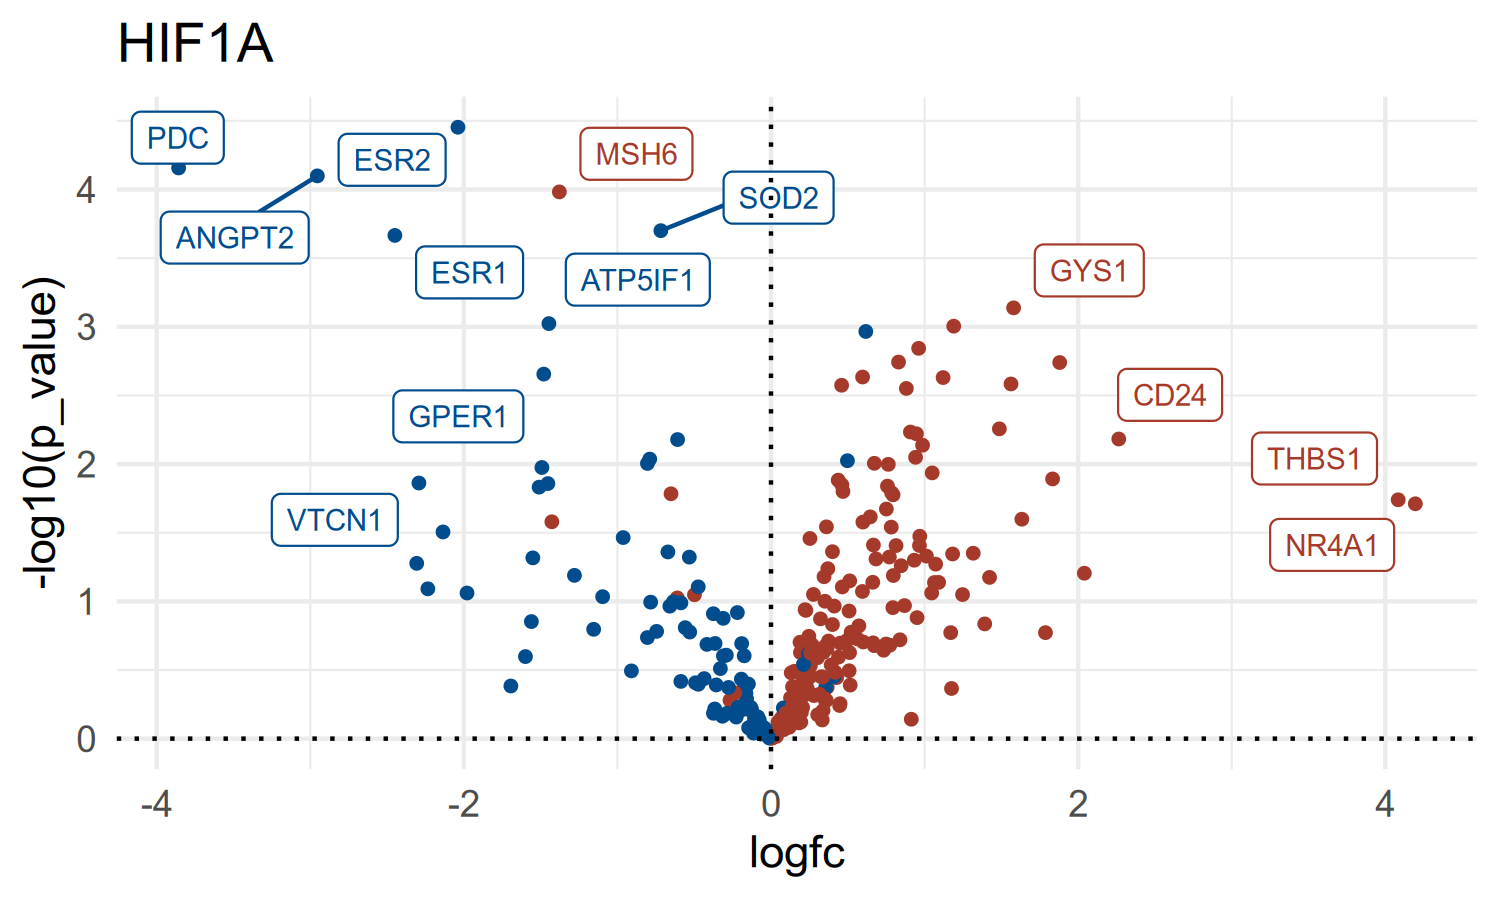 HIF1A
PDC
ESR2
MSH6
SOD2
ANGPT2
ESR1
ATP5IF1
GYS1
GPER1
CD24
THBS1
VTCN1
NR4A1
-log10(p_value)
4
3
2
1
0
-4
-2
0
2
4
logfc